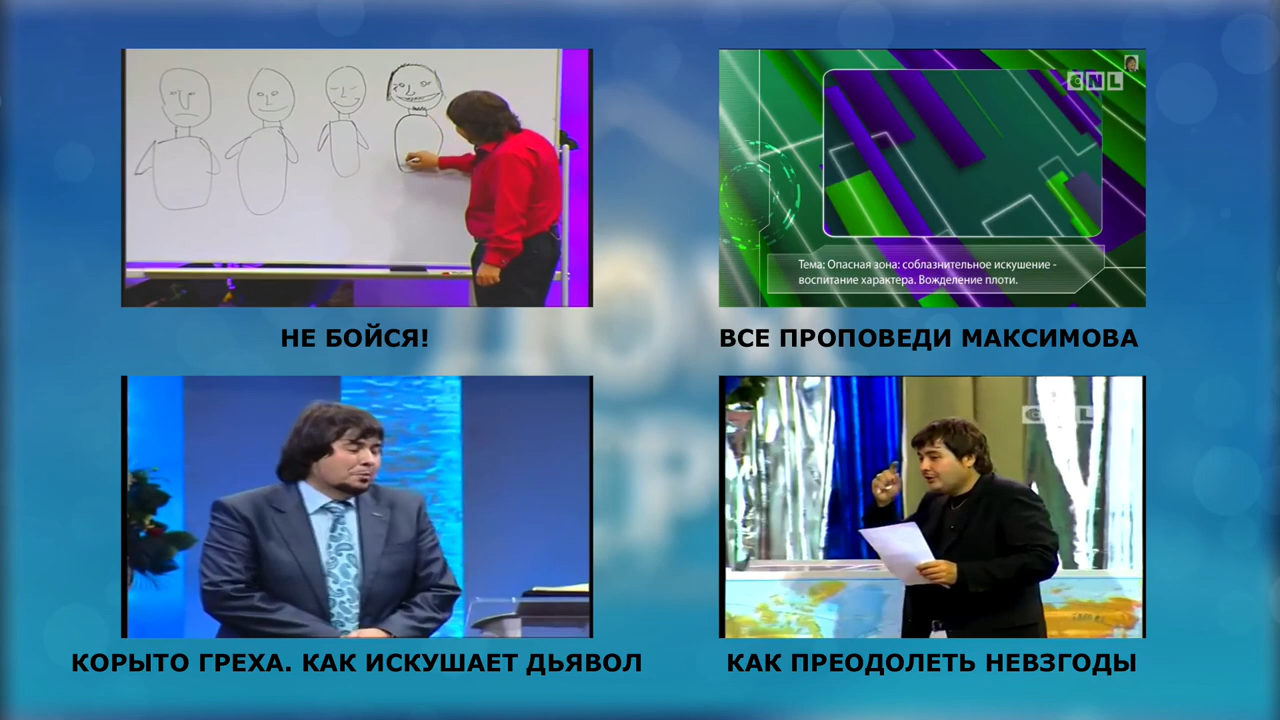 CNL
Тема: Опасная зона: соблазнительное искушение -
воспитание характера. Вожделение плоти.
НЕ БОЙСЯ!
ВСЕ ПРОПОВЕДИ МАКСИМОВА
CNL
КОРЫТО ГРЕХА. КАК ИСКУШАЕТ ДЬЯВОЛ
КАК ПРЕОДОЛЕТЬ НЕВЗГОДЫ